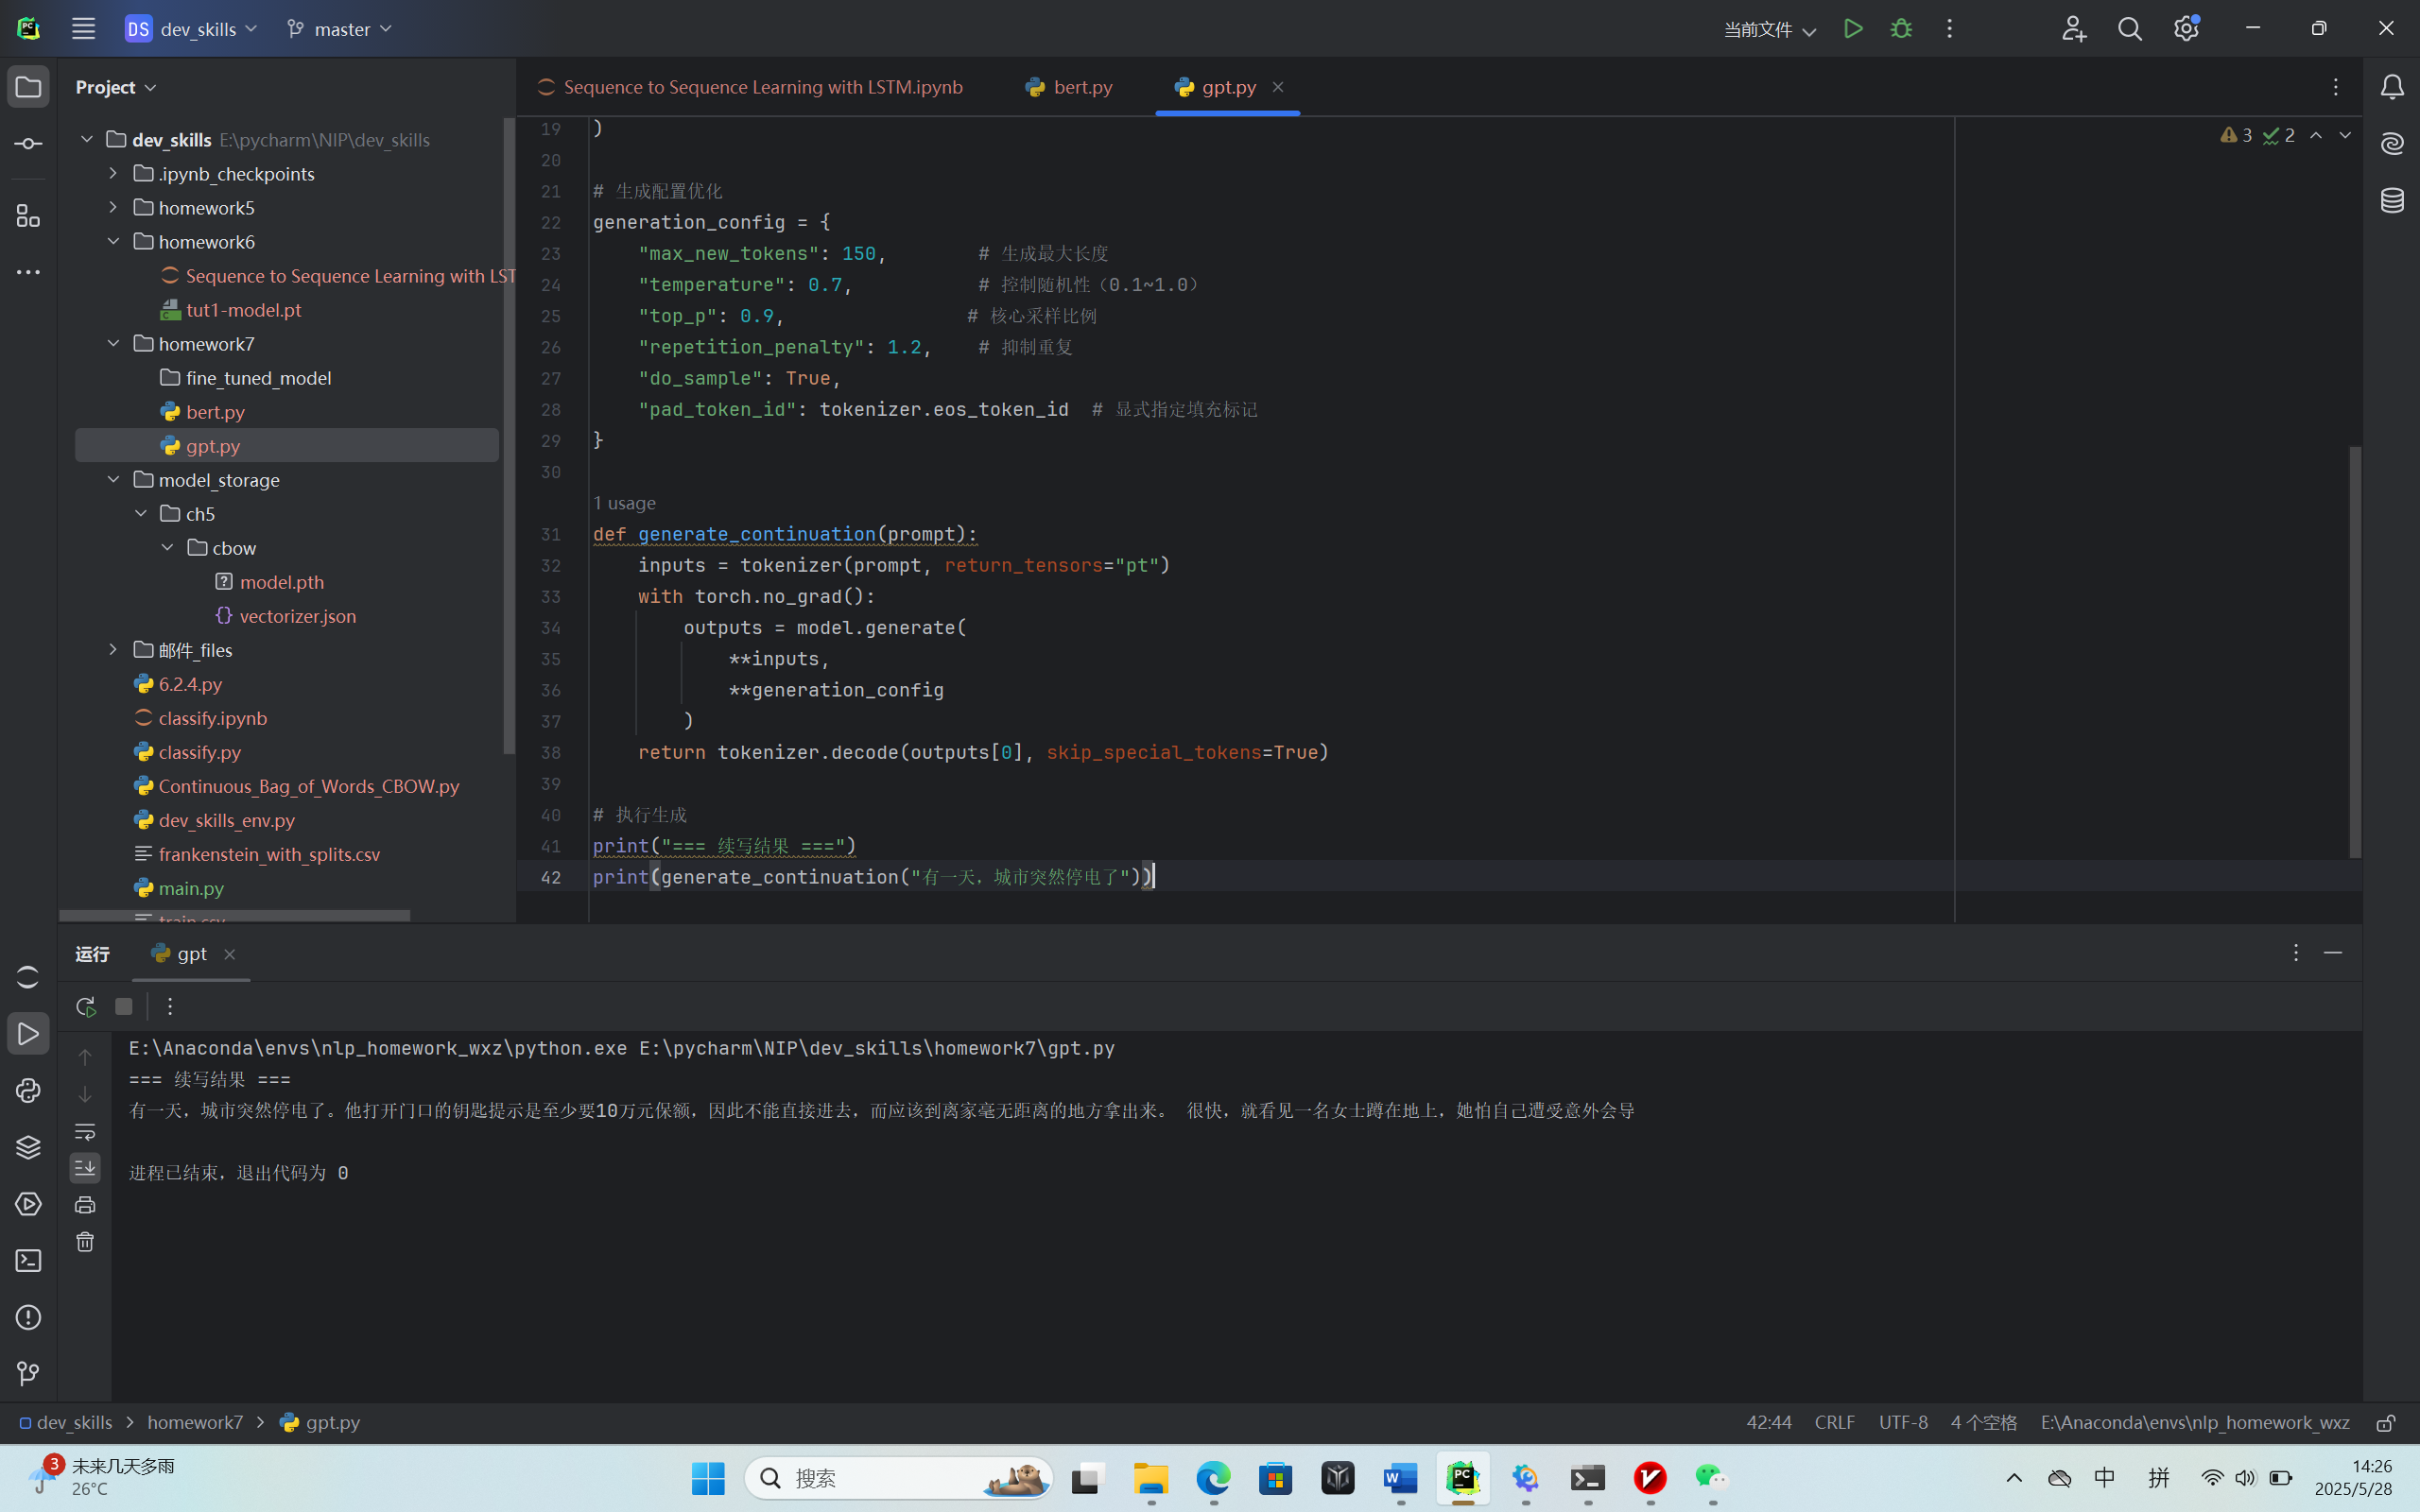 DS dev_skills master 当前文件
Project
Sequence to Sequence Learning with LSTM.ipynb bert.py gpt.py
dev_skills E:\pycharm\NIP\dev_skills
.ipynb_checkpoints
homework5
homework6
Sequence to Sequence Learning with LST
tut1-model.pt
homework7
fine_tuned_model
bert.py
gpt.py
model_storage
ch5
cbow
model.pth
vectorizer.json
邮件_files
6.2.4.py
classify.ipynb
classify.py
Continuous_Bag_of_Words_CBOW.py
dev_skills_env.py
frankenstein_with_splits.csv
main.py
train.csv
3 2
19 )
20
21 # 生成配置优化
22 generation_config = {
23 "max_new_tokens": 150, # 生成最大长度
24 "temperature": 0.7, # 控制随机性（0.1~1.0）
25 "top_p": 0.9, # 核心采样比例
26 "repetition_penalty": 1.2, # 抑制重复
27 "do_sample": True,
28 "pad_token_id": tokenizer.eos_token_id # 显式指定填充标记
29 }
30
1 usage
31 def generate_continuation(prompt):
32 inputs = tokenizer(prompt, return_tensors="pt")
33 with torch.no_grad():
34 outputs = model.generate(
35 **inputs,
36 **generation_config
37 )
38 return tokenizer.decode(outputs[0], skip_special_tokens=True)
39
40 # 执行生成
41 print("=== 续写结果 ===")
42 print(generate_continuation("有一天，城市突然停电了"))
运行 gpt
E:\Anaconda\envs\nlp_homework_wxz\python.exe E:\pycharm\NIP\dev_skills\homework7\gpt.py
=== 续写结果 ===
有一天，城市突然停电了。他打开门口的钥匙提示是至少要10万元保额，因此不能直接进去，而应该到离家毫无距离的地方拿出来。 很快，就看见一名女士蹲在地上，她怕自己遭受意外会导
进程已结束，退出代码为 0
dev_skills > homework7 > gpt.py 42:44 CRLF UTF-8 4 个空格 E:\Anaconda\envs\nlp_homework_wxz
3 未来几天多雨
26°C
搜索
中 拼
14:26
2025/5/28